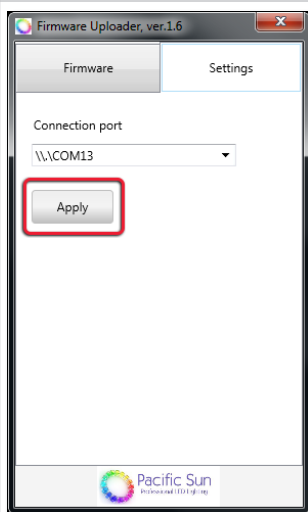 Firmware Uploader, ver.1.6
Firmware
Settings
Connection port
\\.\COM13
Apply
Pacific Sun
Professional LED Lighting